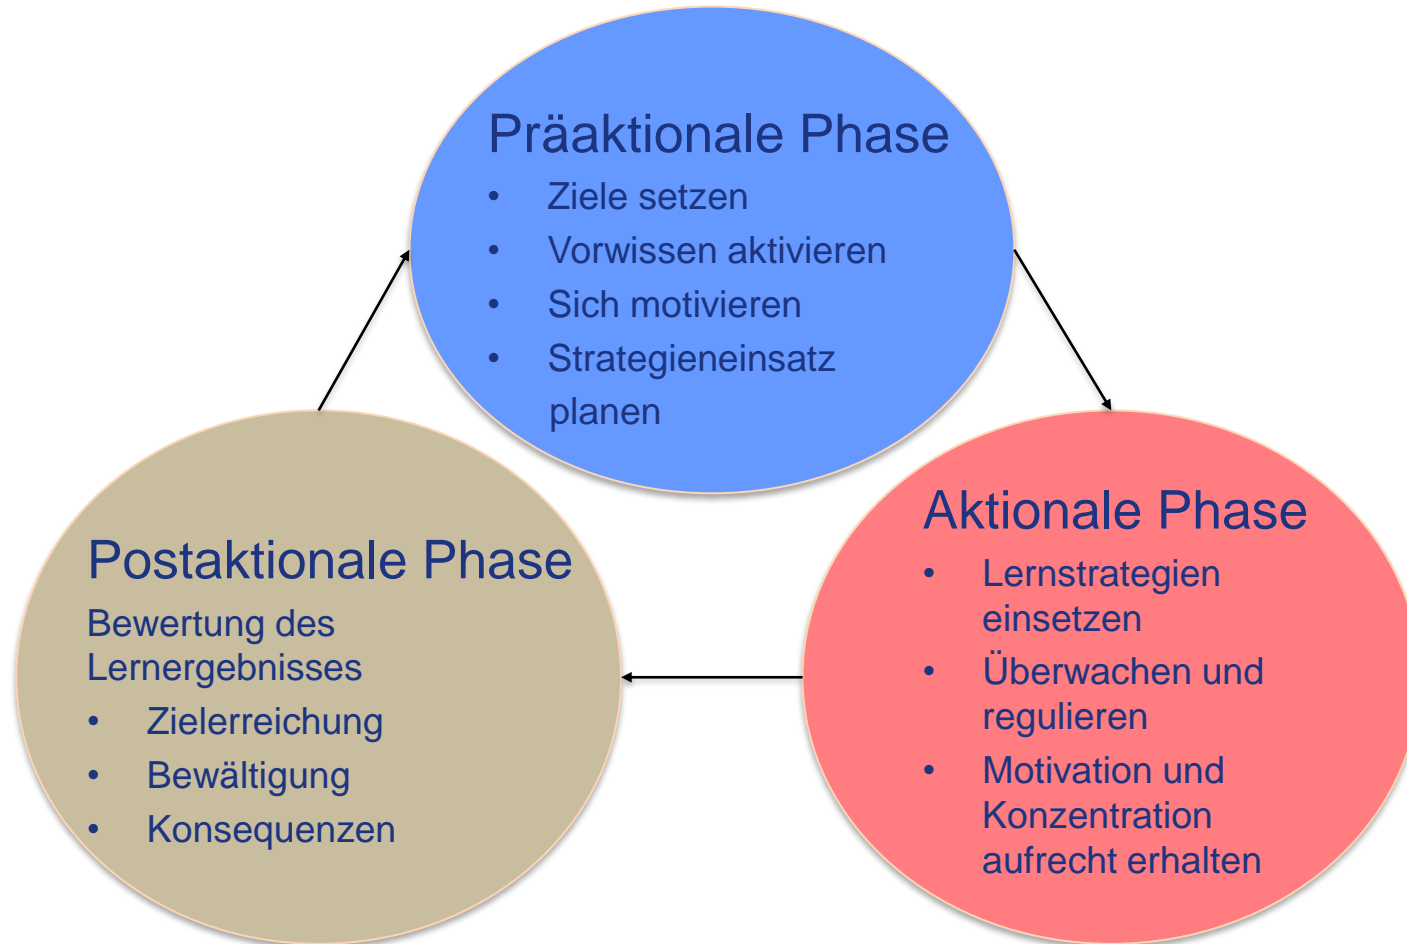 Präaktionale Phase
• Ziele setzen
• Vorwissen aktivieren
• Sich motivieren
• Strategieneinsatz
planen
Aktionale Phase
• Lernstrategien
einsetzen
• Überwachen und
regulieren
• Motivation und
Konzentration
aufrecht erhalten
Postaktionale Phase
Bewertung des
Lernergebnisses
• Zielerreichung
• Bewältigung
• Konsequenzen